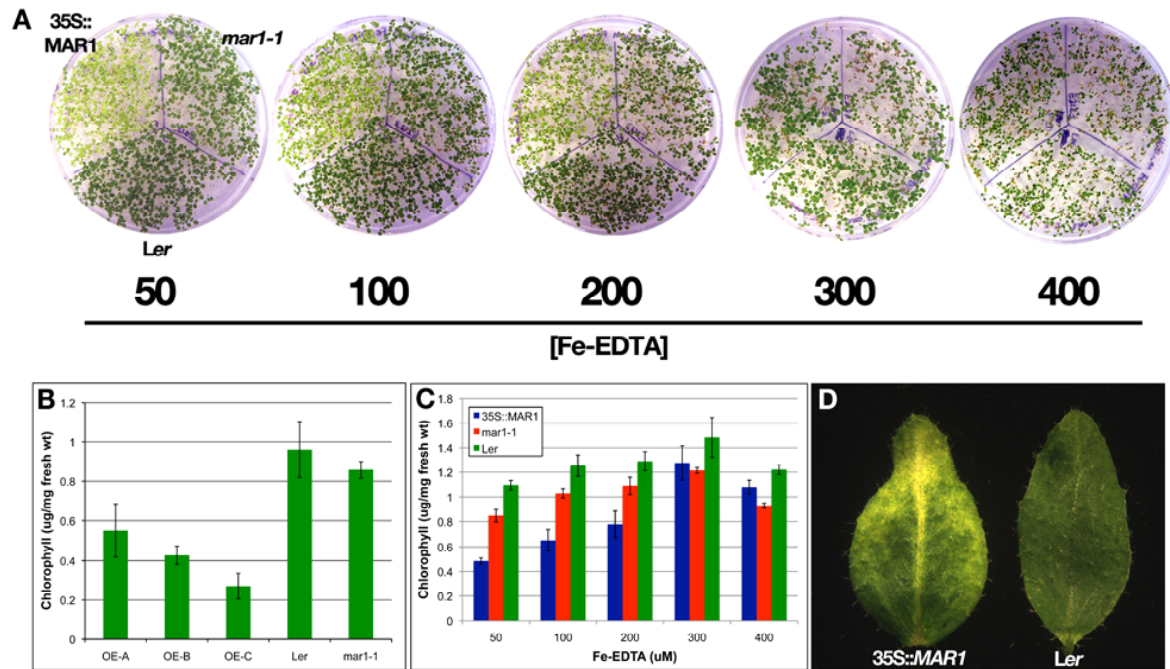 A
35S::
MAR1
mar1-1
Ler
50 100 200 300 400
[Fe-EDTA]
B
Chlorophyll (ug/mg fresh wt)
1.2
1
0.8
0.6
0.4
0.2
0
OE-A OE-B OE-C Ler mar1-1
C
Chlorophyll (ug/mg fresh wt)
1.8
1.6
1.4
1.2
1
0.8
0.6
0.4
0.2
0
35S::MAR1
mar1-1
Ler
50 100 200 300 400
Fe-EDTA (uM)
D
35S::MAR1 Ler